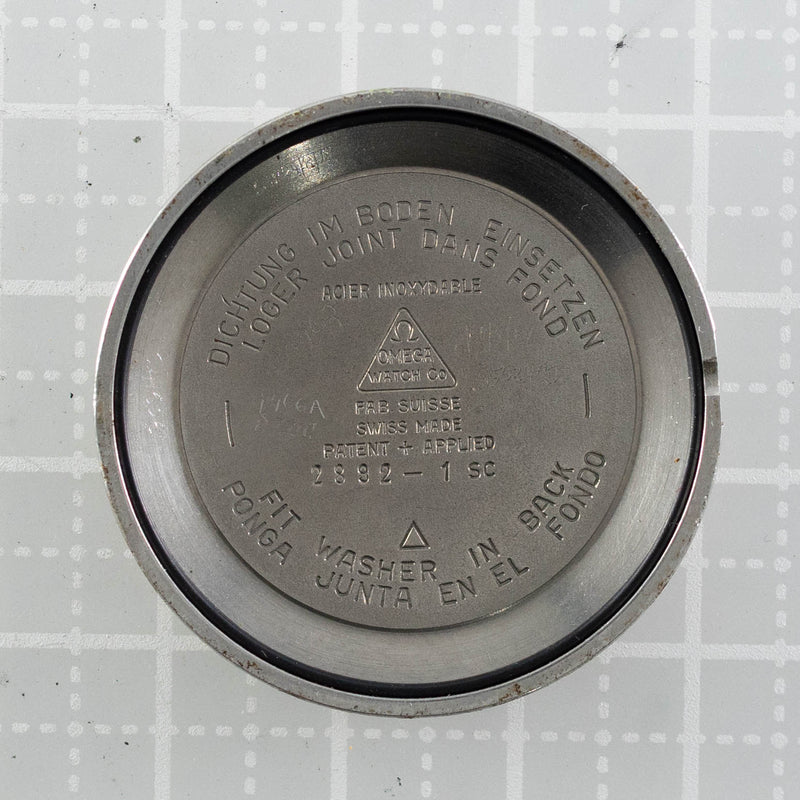 DICHTUNG IM BODEN EINSETZEN
LOGER JOINT DANS FOND
ACIER INOXYDABLE
Ω
OMEGA
WATCH Co
FAB. SUISSE
SWISS MADE
PATENT + APPLIED
2892 - 1 SC
FIT WASHER IN BACK
PONGA JUNTA EN EL FONDO